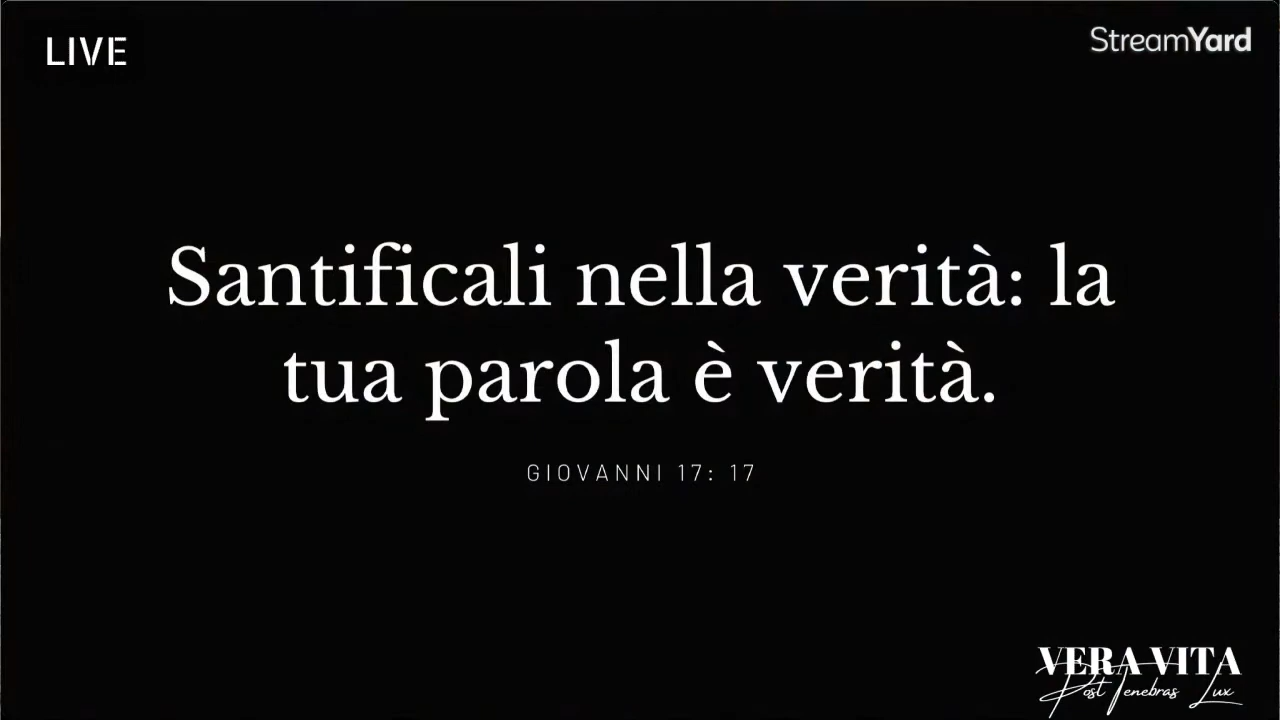 LIVE
StreamYard
Santificali nella verità: la
tua parola è verità.
GIOVANNI 17: 17
VERA VITA
Post Tenebras Lux